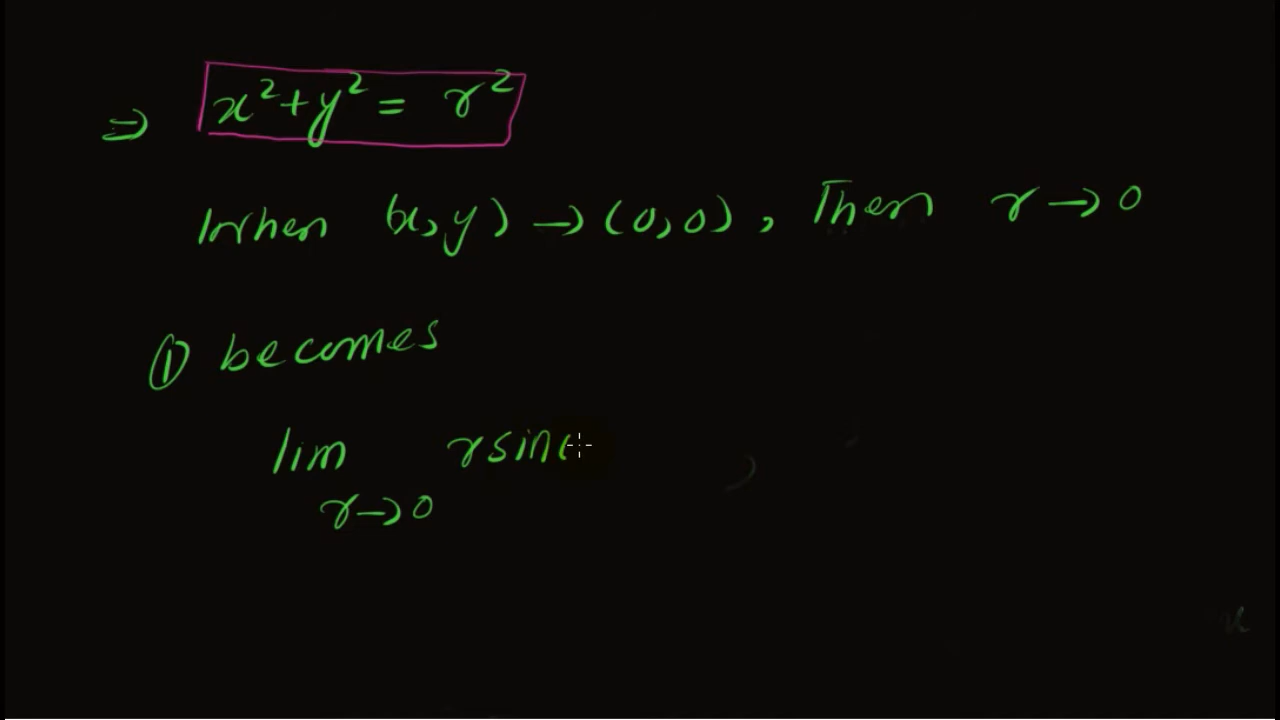 ⇒ x²+y² = r²
When (x,y) → (0,0), Then r → 0
① becomes
lim r sin
r→0